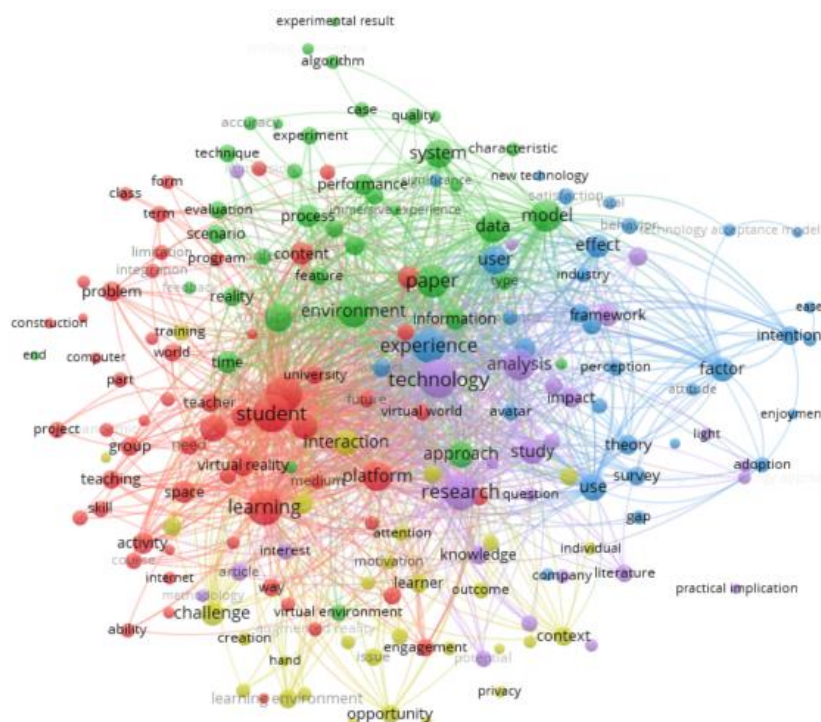 experimental result
algorithm
case
quality
accuracy
experiment
system
characteristic
technique
performance
significance
new technology
class
form
satisfaction
term
evaluation
process
immersive experience
data
model
behavior
technology acceptance model
scenario
user
effect
limitation
program
content
integration
feature
paper
type
industry
problem
reality
environment
information
framework
ease
construction
training
experience
intention
end
computer
world
time
university
technology
analysis
perception
factor
part
teacher
future
impact
attitude
student
virtual world
avatar
enjoyment
project
group
need
interaction
approach
study
theory
light
teaching
virtual reality
medium
platform
survey
adoption
skill
space
learning
research
question
use
activity
attention
gap
course
interest
knowledge
individual
internet
article
motivation
company
literature
methodology
way
learner
outcome
practical implication
challenge
virtual environment
ability
creation
augmented reality
engagement
context
hand
issue
potential
learning environment
privacy
opportunity